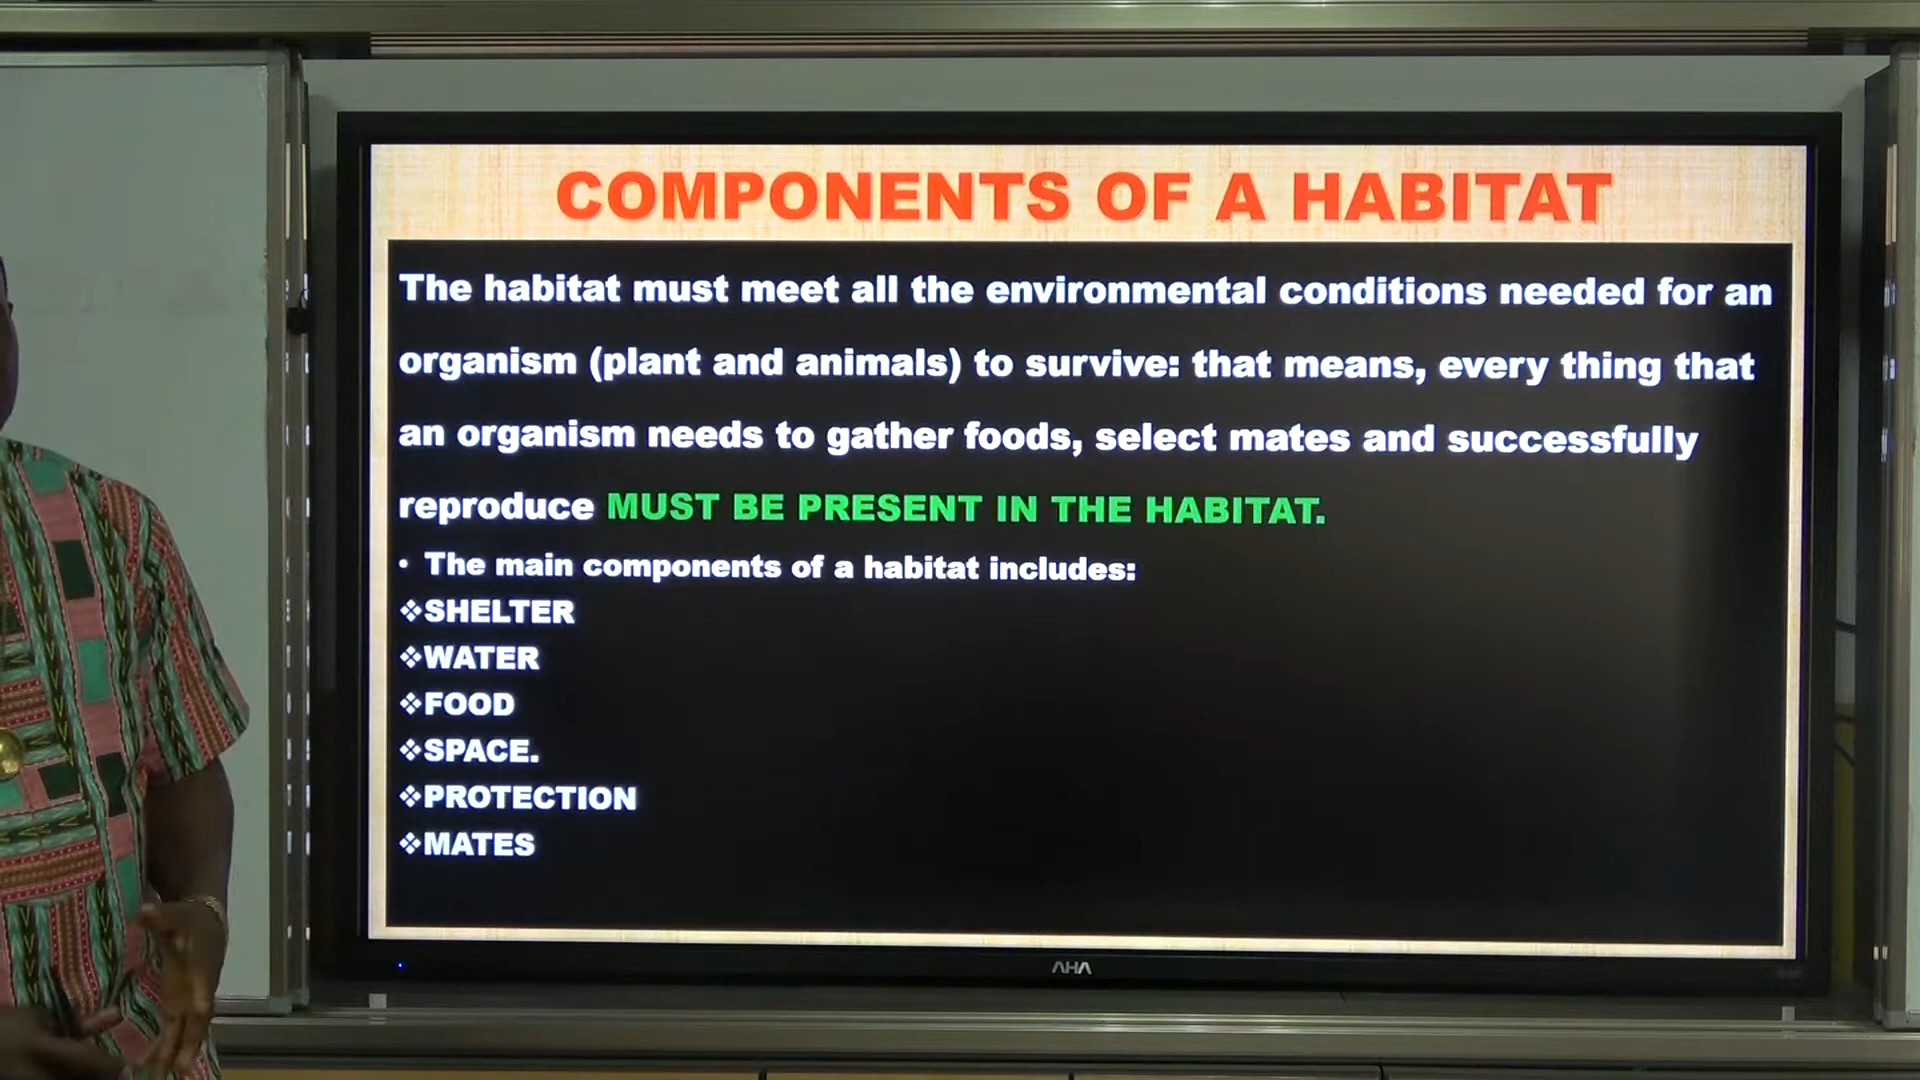 COMPONENTS OF A HABITAT
The habitat must meet all the environmental conditions needed for an
organism (plant and animals) to survive: that means, every thing that
an organism needs to gather foods, select mates and successfully
reproduce MUST BE PRESENT IN THE HABITAT.
• The main components of a habitat includes:
❖SHELTER
❖WATER
❖FOOD
❖SPACE.
❖PROTECTION
❖MATES
AHA